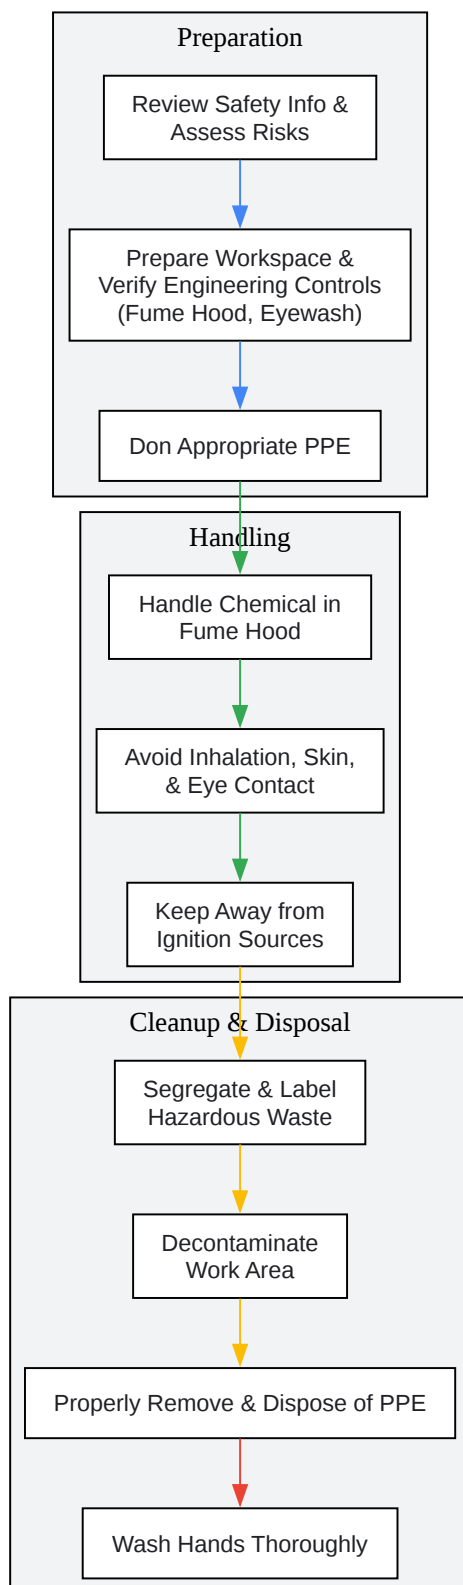 Preparation
Review Safety Info &
Assess Risks
Prepare Workspace &
Verify Engineering Controls
(Fume Hood, Eyewash)
Don Appropriate PPE
Handling
Handle Chemical in
Fume Hood
Avoid Inhalation, Skin,
& Eye Contact
Keep Away from
Ignition Sources
Cleanup & Disposal
Segregate & Label
Hazardous Waste
Decontaminate
Work Area
Properly Remove & Dispose of PPE
Wash Hands Thoroughly